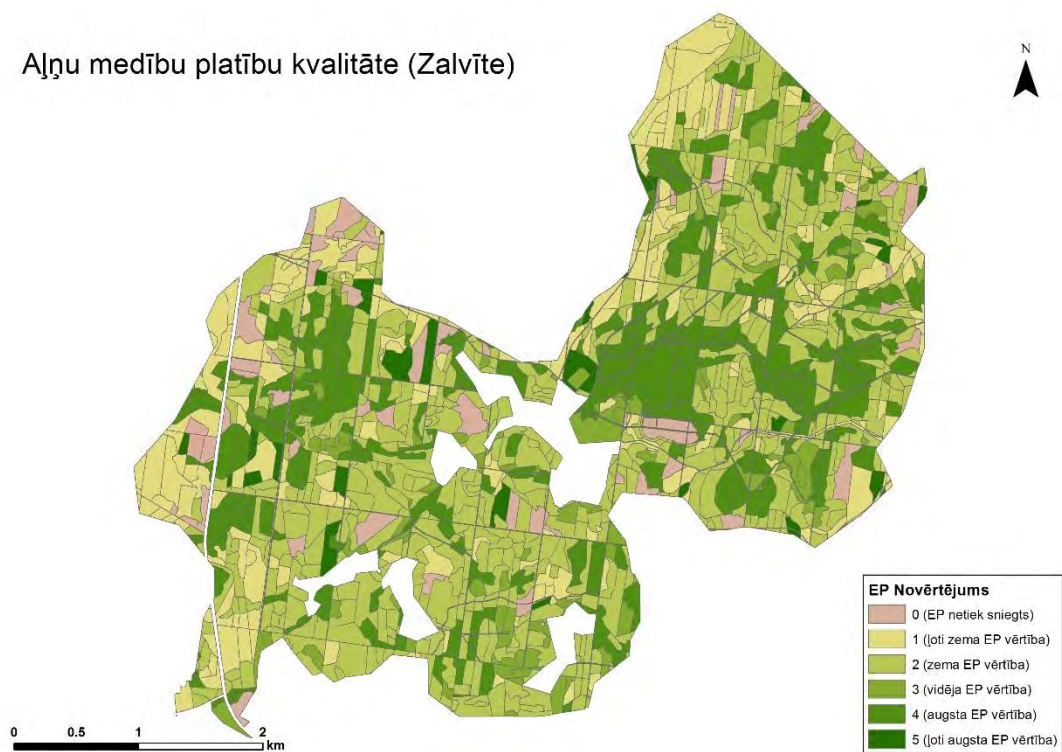 Aļņu medību platību kvalitāte (Zalvīte)
N
EP Novērtējums
0 (EP netiek sniegts)
1 (ļoti zema EP vērtība)
2 (zema EP vērtība)
3 (vidēja EP vērtība)
4 (augsta EP vērtība)
5 (ļoti augsta EP vērtība)
0 0.5 1 2
km